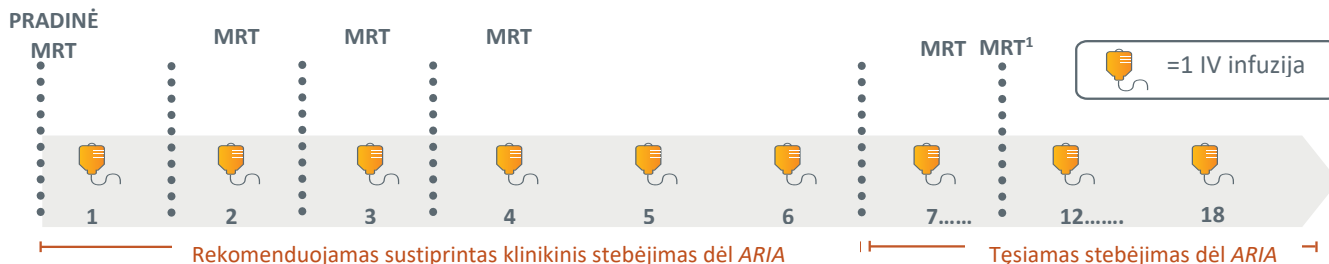 PRADINĖ
MRT
MRT
MRT
MRT
MRT
MRT¹
=1 IV infuzija
1
2
3
4
5
6
7......
12.......
18
Rekomenduojamas sustiprintas klinikinis stebėjimas dėl ARIA
Tęsiamas stebėjimas dėl ARIA